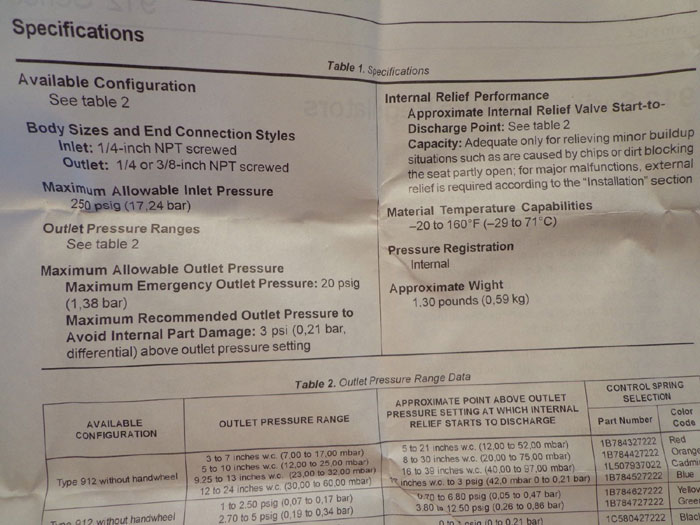 Specifications
Table 1. Specifications
Available Configuration
See table 2
Body Sizes and End Connection Styles
Inlet: 1/4-inch NPT screwed
Outlet: 1/4 or 3/8-inch NPT screwed
Maximum Allowable Inlet Pressure
250 psig (17,24 bar)
Outlet Pressure Ranges
See table 2
Maximum Allowable Outlet Pressure
Maximum Emergency Outlet Pressure: 20 psig
(1,38 bar)
Maximum Recommended Outlet Pressure to
Avoid Internal Part Damage: 3 psi (0,21 bar,
differential) above outlet pressure setting
Internal Relief Performance
Approximate Internal Relief Valve Start-to-
Discharge Point: See table 2
Capacity: Adequate only for relieving minor buildup
situations such as are caused by chips or dirt blocking
the seat partly open; for major malfunctions, external
relief is required according to the "Installation" section
Material Temperature Capabilities
–20 to 160°F (–29 to 71°C)
Pressure Registration
Internal
Approximate Wight
1.30 pounds (0,59 kg)
Table 2. Outlet Pressure Range Data
AVAILABLE
CONFIGURATION
OUTLET PRESSURE RANGE
APPROXIMATE POINT ABOVE OUTLET
PRESSURE SETTING AT WHICH INTERNAL
RELIEF STARTS TO DISCHARGE
CONTROL SPRING
SELECTION
Part Number
Color
Code
Type 912 without handwheel
3 to 7 inches w.c. (7,00 to 17,00 mbar)
5 to 10 inches w.c. (12,00 to 25,00 mbar)
9.25 to 13 inches w.c. (23,00 to 32,00 mbar)
12 to 24 inches w.c. (30,00 to 60,00 mbar)
5 to 21 inches w.c. (12,00 to 52,00 mbar)
8 to 30 inches w.c. (20,00 to 75,00 mbar)
16 to 39 inches w.c. (40,00 to 97,00 mbar)
inches w.c. to 3 psig (42,0 mbar 0 to 0,21 bar)
1B784327222 Red
1B784427222 Orange
1L507937022 Cadmi
1B784527222 Blue
912 without handwheel
1 to 2.50 psig (0,07 to 0,17 bar)
2.70 to 5 psig (0,19 to 0,34 bar)
0.70 to 6.80 psig (0,05 to 0,47 bar)
3.80 to 12.50 psig (0,26 to 0,86 bar)
1B784627222 Yellow
1B784727222 Green
0,21 bar)
1C580427222 Black